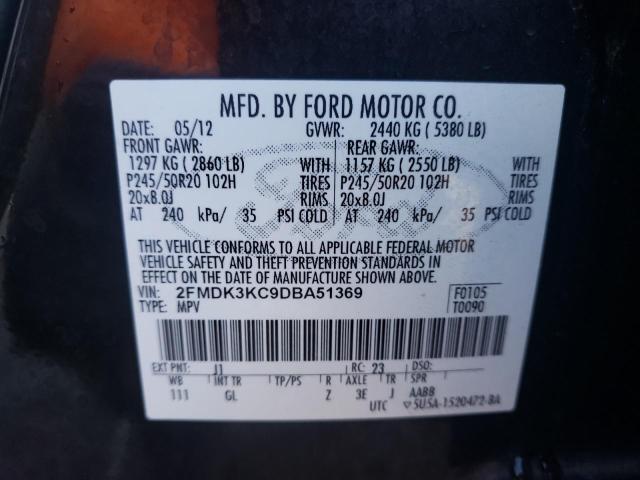 MFD. BY FORD MOTOR CO.
DATE: 05/12 GVWR: 2440 KG ( 5380 LB)
FRONT GAWR: REAR GAWR:
1297 KG ( 2860 LB) WITH 1157 KG ( 2550 LB) WITH
P245/50R20 102H TIRES P245/50R20 102H TIRES
20x8.0J RIMS 20x8.0J RIMS
AT 240 kPa/ 35 PSI COLD AT 240 kPa/ 35 PSI COLD
Ford
THIS VEHICLE CONFORMS TO ALL APPLICABLE FEDERAL MOTOR
VEHICLE SAFETY AND THEFT PREVENTION STANDARDS IN
EFFECT ON THE DATE OF MANUFACTURE SHOWN ABOVE.
VIN: 2FMDK3KC9DBA51369 F0105
TYPE: MPV T0090
EXT PNT: J1 RC: 23 DSO:
WB INT TR TP/PS R AXLE TR SPR
111 GL Z 3E J AABB
UTC ▽5U5A-1520472-BA